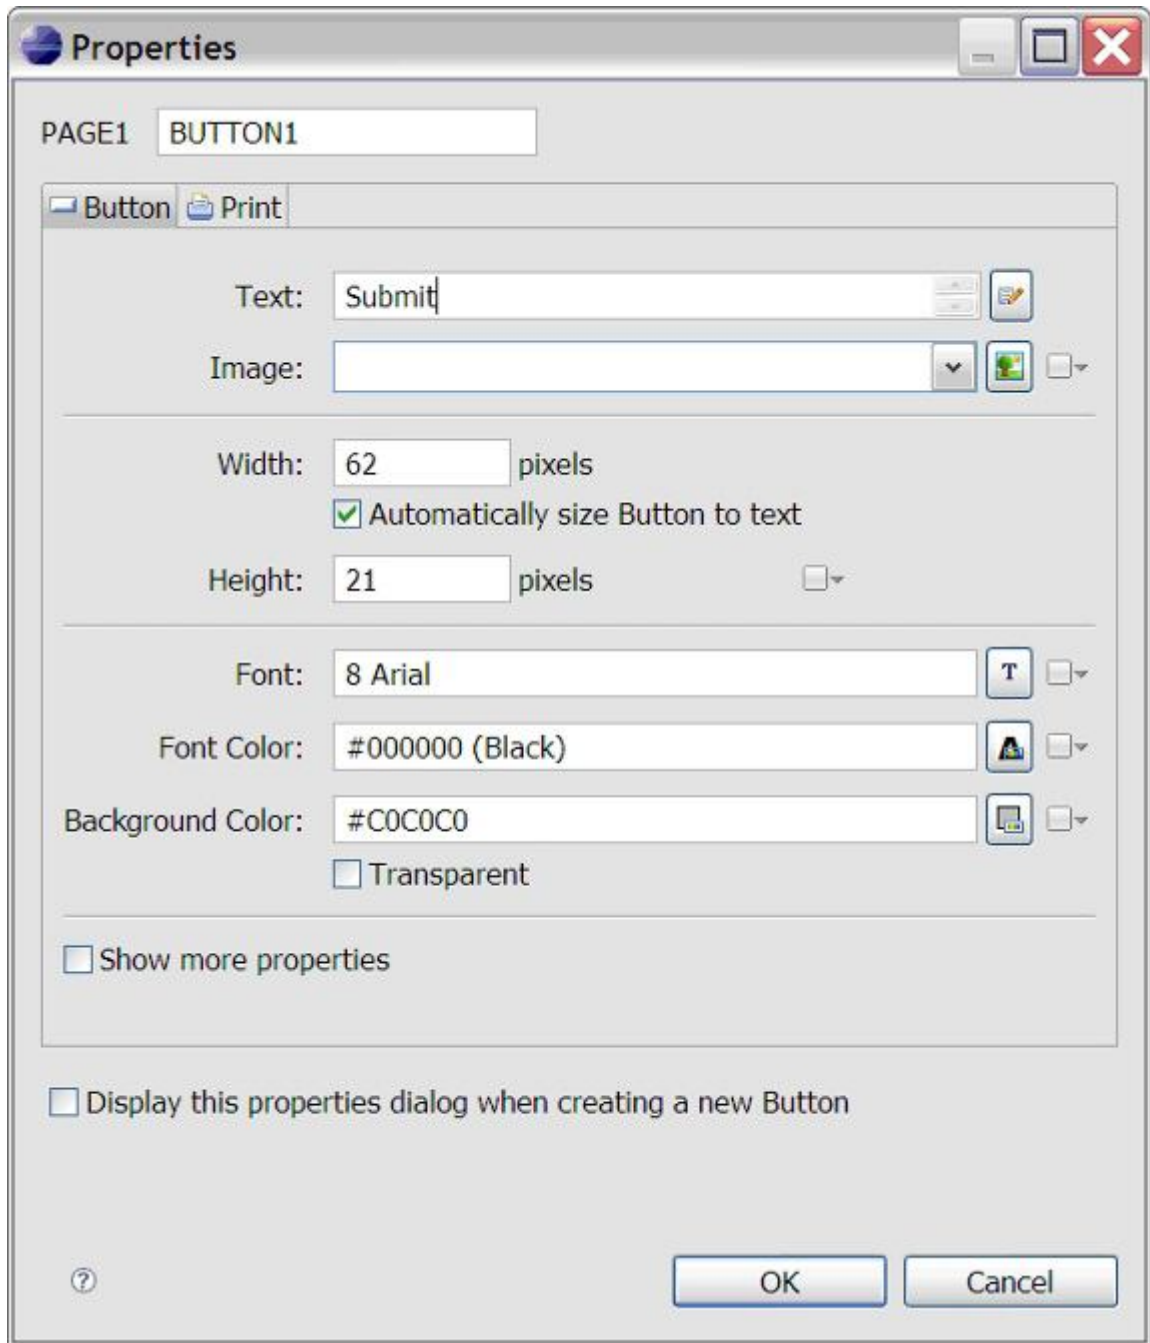 Properties
PAGE1 BUTTON1
Button Print
Text: Submit
Image:
Width: 62 pixels
Automatically size Button to text
Height: 21 pixels
Font: 8 Arial T
Font Color: #000000 (Black) A
Background Color: #C0C0C0
Transparent
Show more properties
Display this properties dialog when creating a new Button
? OK Cancel